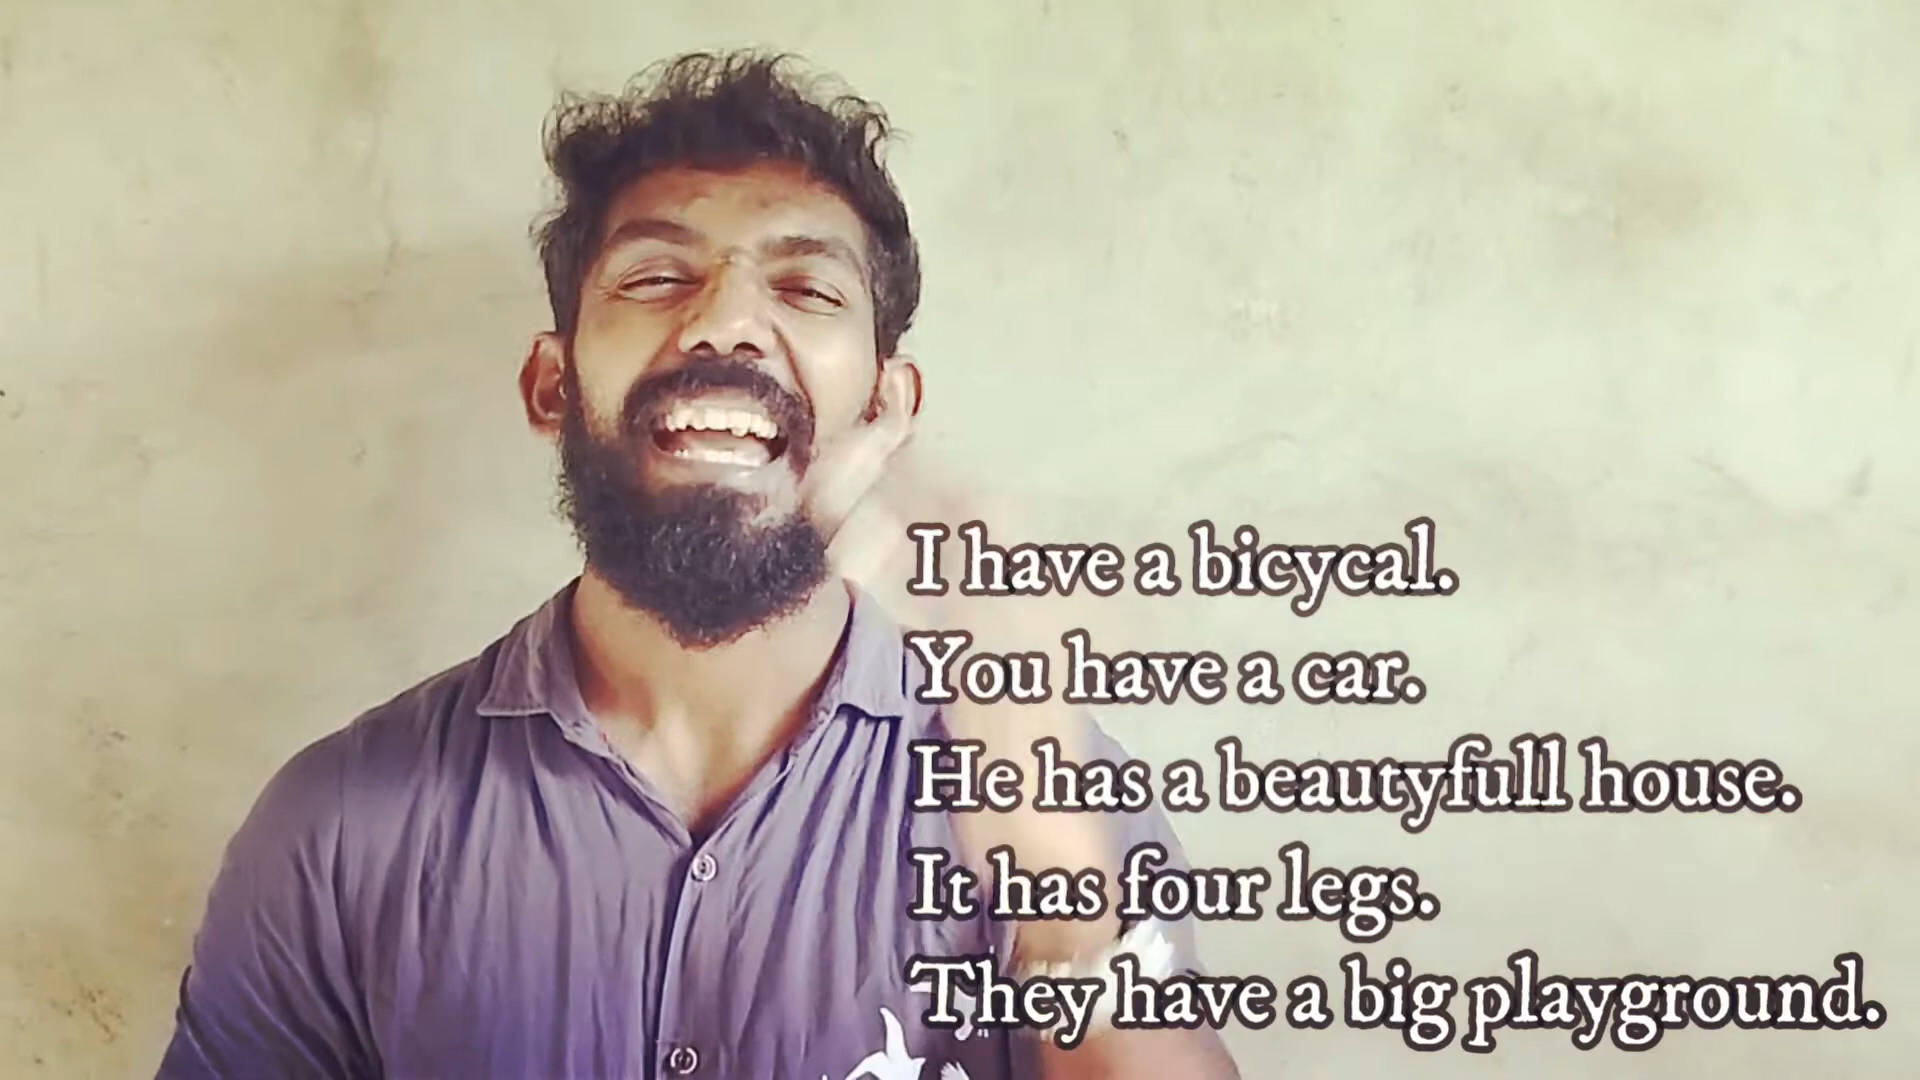 I have a bicycal.
You have a car.
He has a beautyfull house.
It has four legs.
They have a big playground.